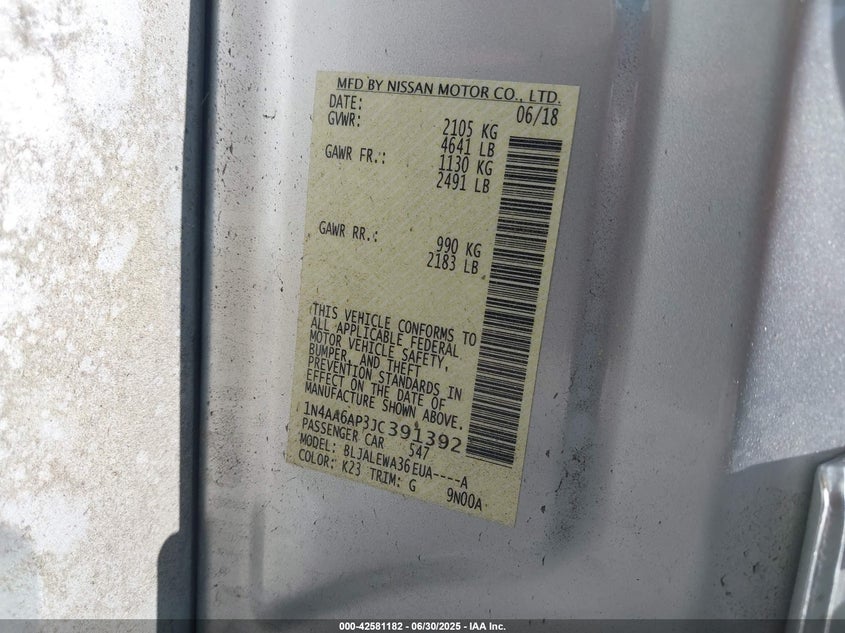 MFD BY NISSAN MOTOR CO., LTD.
DATE: 06/18
GVWR: 2105 KG
4641 LB
GAWR FR.: 1130 KG
2491 LB
GAWR RR.: 990 KG
2183 LB
THIS VEHICLE CONFORMS TO
ALL APPLICABLE FEDERAL
MOTOR VEHICLE SAFETY,
BUMPER, AND THEFT
PREVENTION STANDARDS IN
EFFECT ON THE DATE OF
MANUFACTURE SHOWN ABOVE.
1N4AA6AP3JC391392
PASSENGER CAR 547
MODEL: BLJALEWA36EUA----A
COLOR: K23 TRIM: G 9N00A
000-42581182 - 06/30/2025 - IAA Inc.